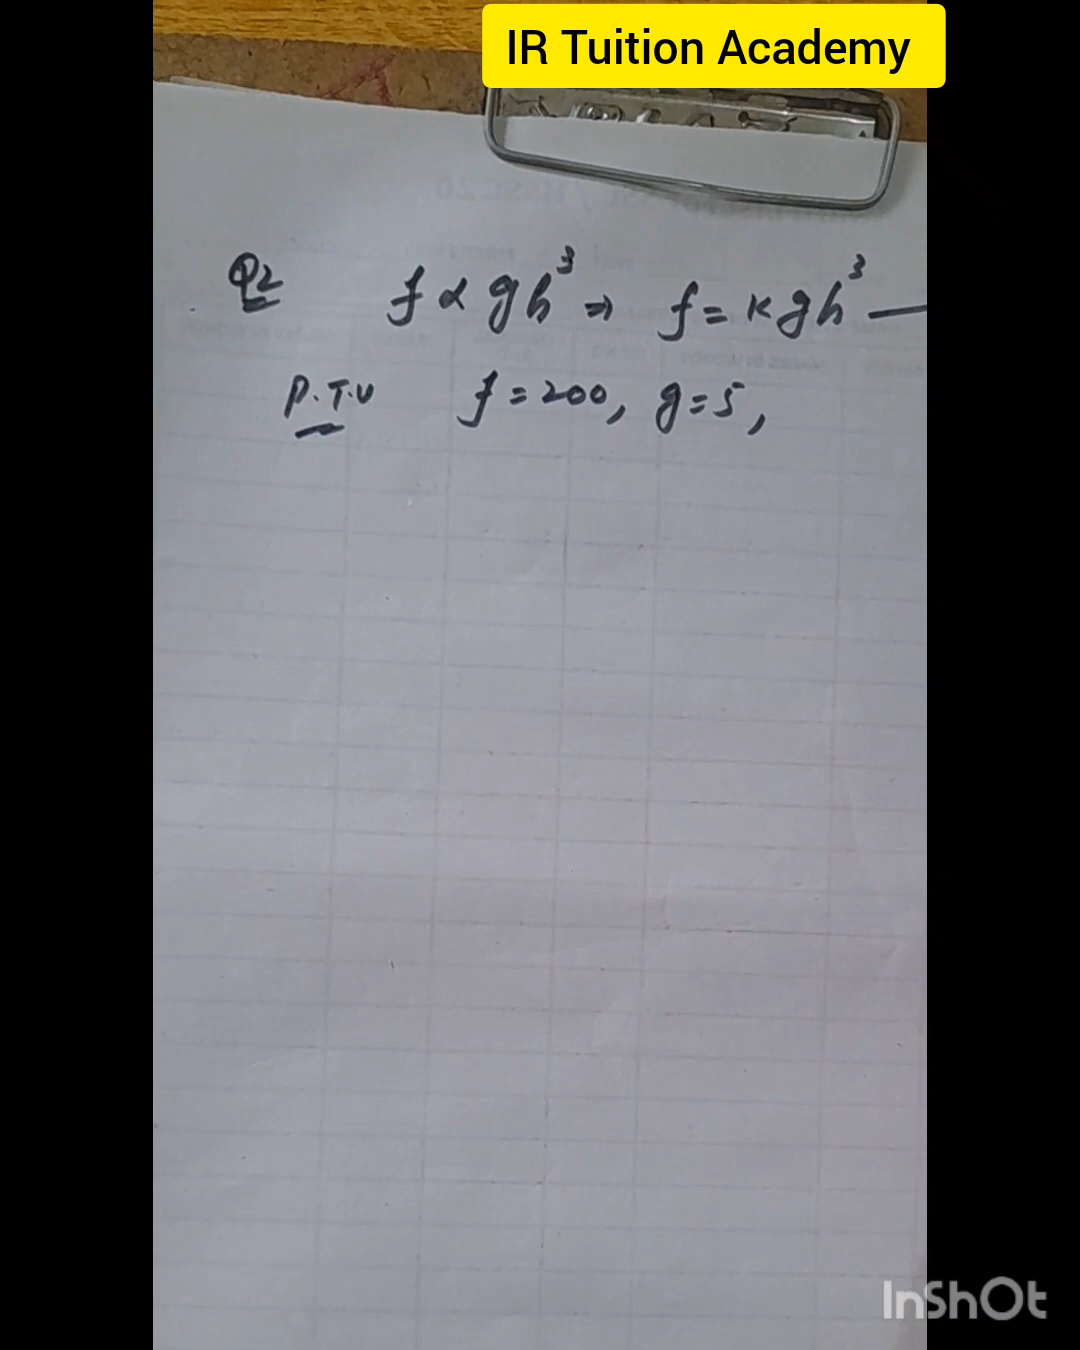 IR Tuition Academy
Q2 f ∝ gh³ ⇒ f = kgh³ —
P.T.V f = 200, g = 5,
InShOt